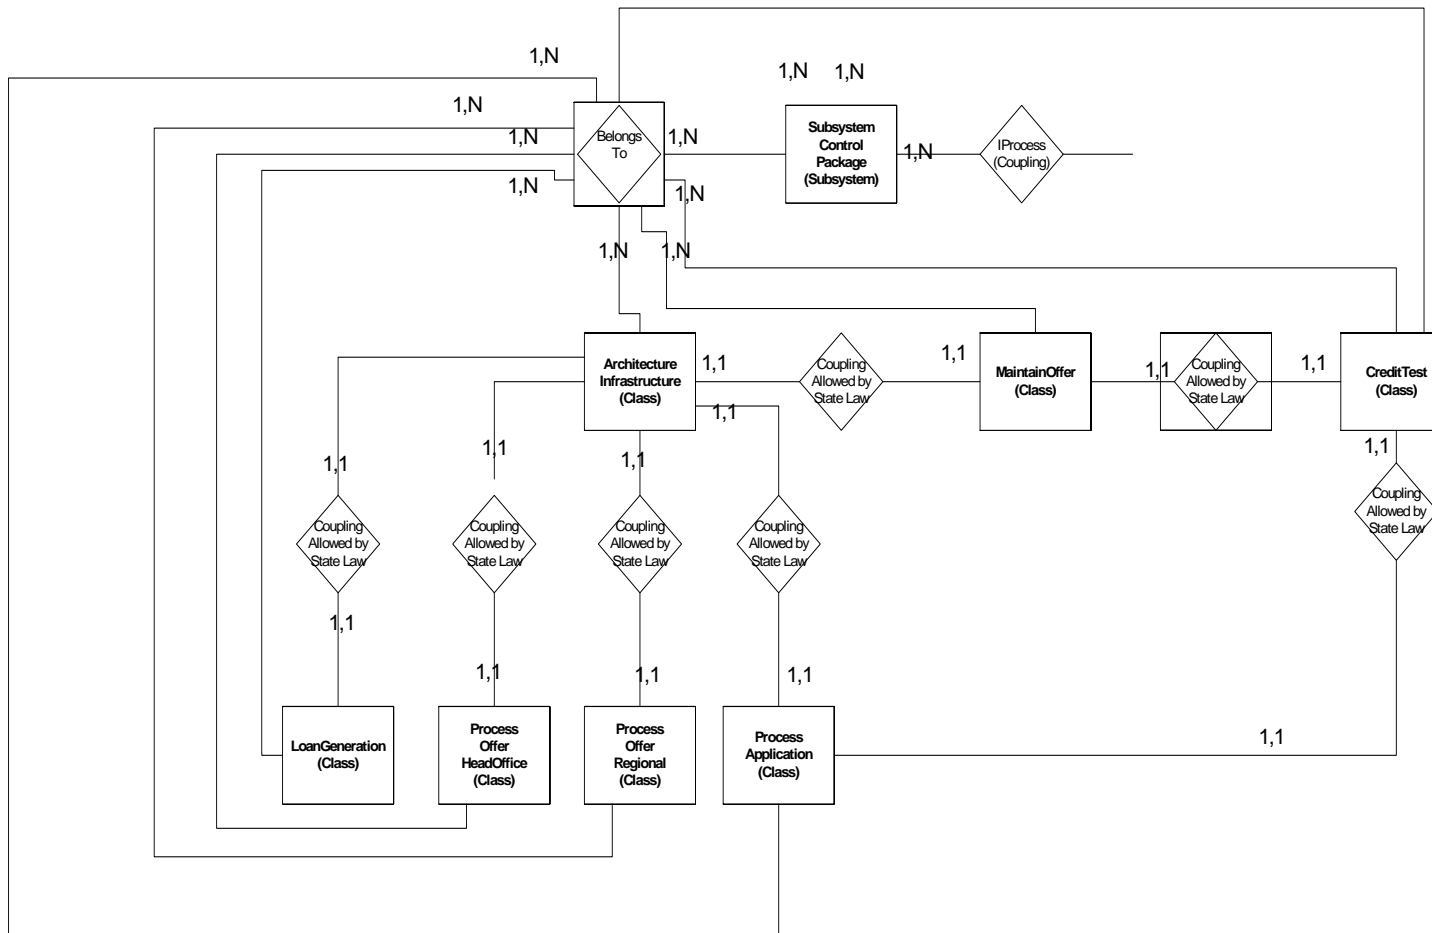 1,N
1,N
1,N
1,N
1,N
Belongs
To
1,N
Subsystem
Control
Package
(Subsystem)
1,N
IProcess
(Coupling)
1,N
1,N
1,N
1,N
Architecture
Infrastructure
(Class)
1,1
Coupling
Allowed by
State Law
1,1
MaintainOffer
(Class)
1,1
Coupling
Allowed by
State Law
1,1
CreditTest
(Class)
1,1
1,1
1,1
1,1
1,1
Coupling
Allowed by
State Law
Coupling
Allowed by
State Law
Coupling
Allowed by
State Law
Coupling
Allowed by
State Law
Coupling
Allowed by
State Law
1,1
1,1
1,1
1,1
LoanGeneration
(Class)
Process
Offer
HeadOffice
(Class)
Process
Offer
Regional
(Class)
Process
Application
(Class)
1,1